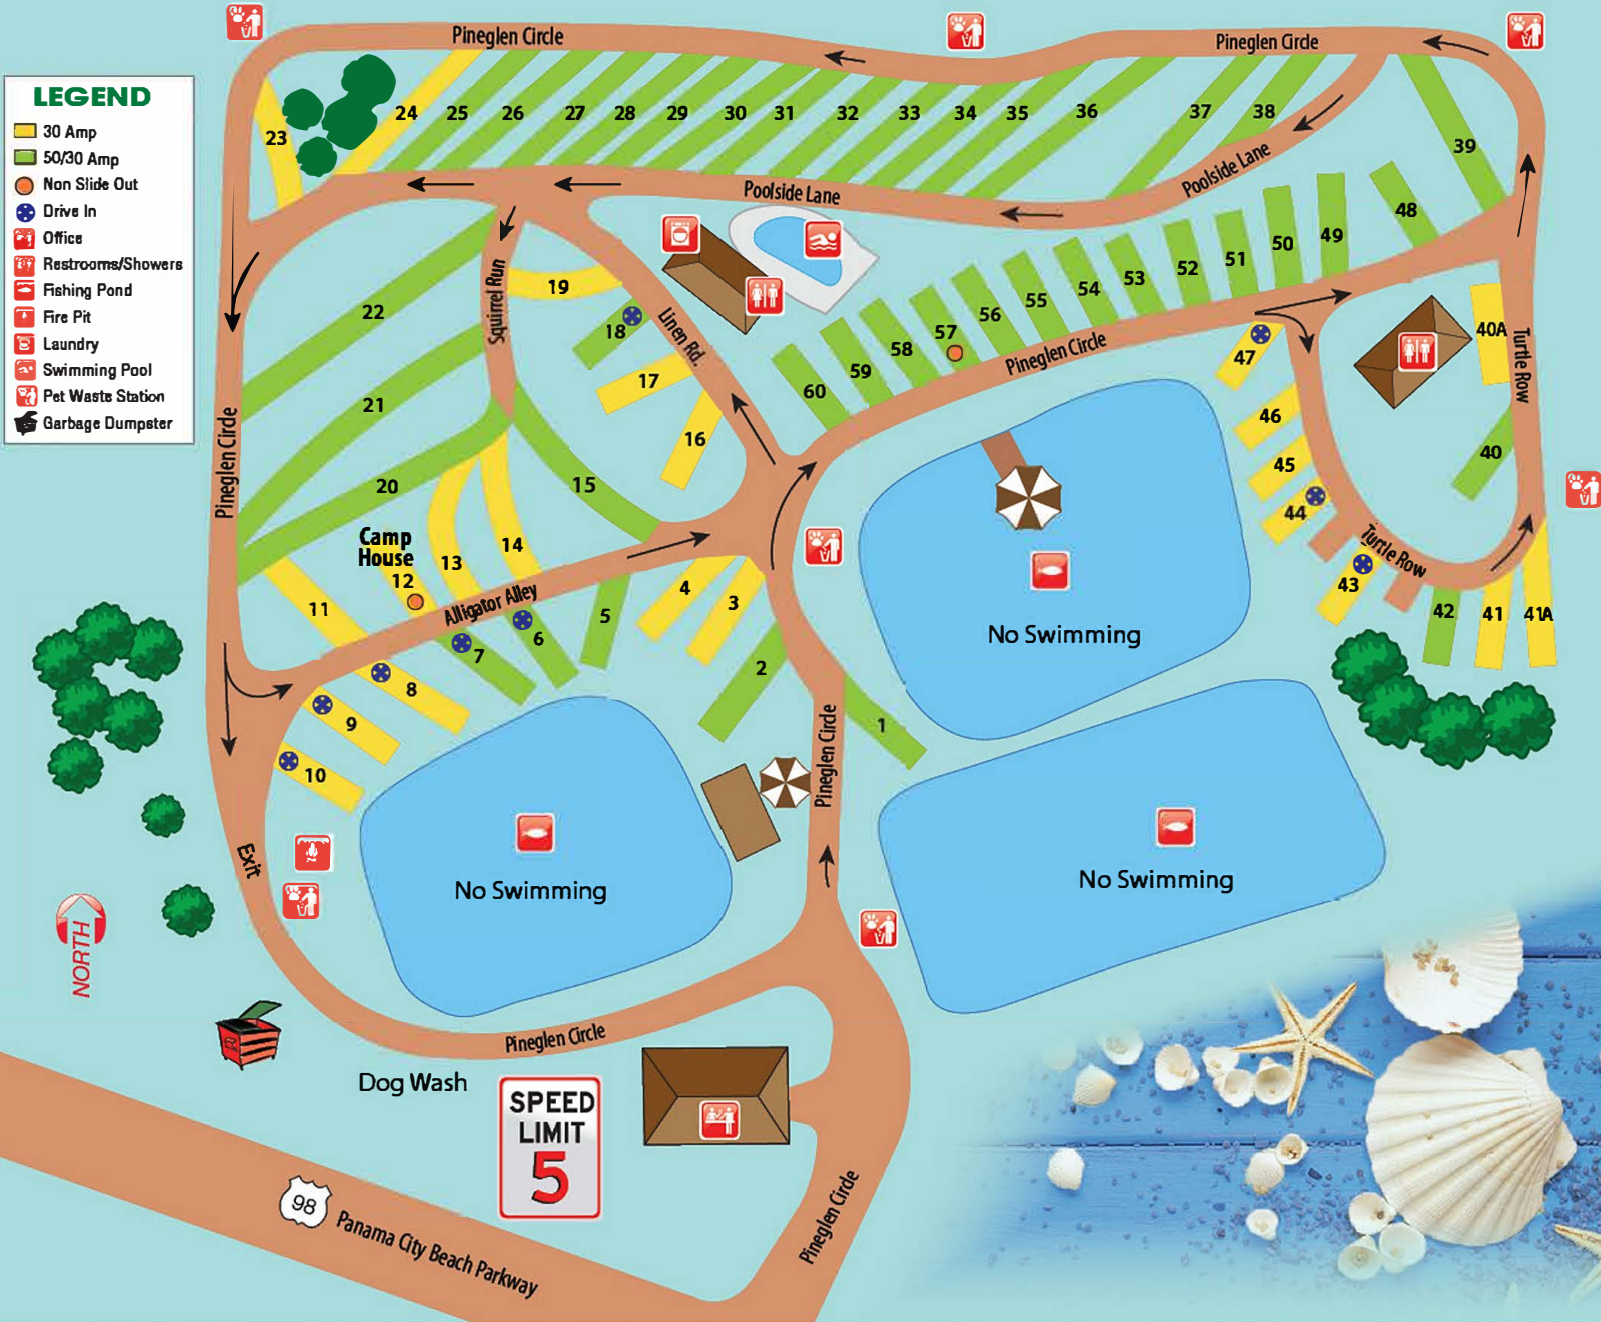 Pineglen Circle
Pineglen Circle
LEGEND
30 Amp
50/30 Amp
Non Slide Out
Drive In
Office
Restrooms/Showers
Fishing Pond
Fire Pit
Laundry
Swimming Pool
Pet Waste Station
Garbage Dumpster
23
24
25
26
27
28
29
30
31
32
33
34
35
36
37
38
39
Poolside Lane
Poolside Lane
48
49
50
51
52
53
54
55
56
57
58
59
60
Pineglen Circle
22
21
20
Squirrel Run
19
18
17
16
15
Linen Rd.
47
46
45
44
43
42
41
41A
40
40A
Turtle Row
Turtle Row
Pineglen Circle
Camp
House
12
13
14
11
Alligator Alley
10
9
8
7
6
5
4
3
2
1
No Swimming
No Swimming
No Swimming
Pineglen Circle
Exit
NORTH
Pineglen Circle
Dog Wash
SPEED
LIMIT
5
98
Panama City Beach Parkway
Pineglen Circle